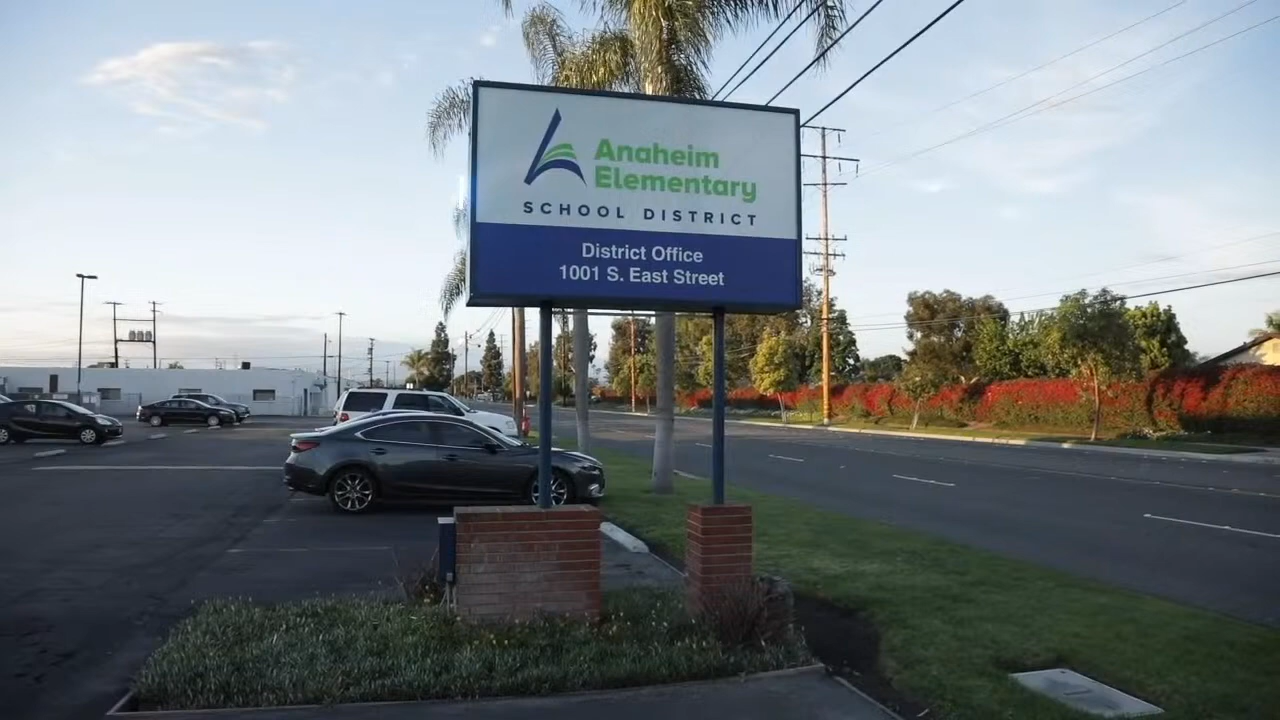 Anaheim
Elementary
SCHOOL DISTRICT
District Office
1001 S. East Street